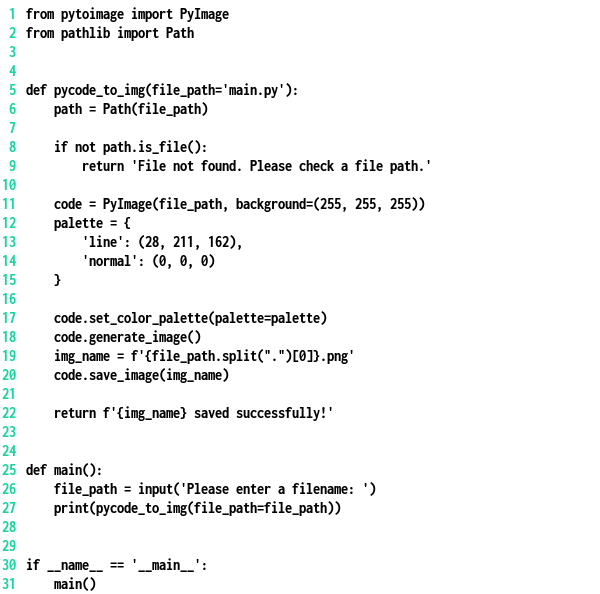 1 from pytoimage import PyImage
2 from pathlib import Path
3
4
5 def pycode_to_img(file_path='main.py'):
6     path = Path(file_path)
7
8     if not path.is_file():
9         return 'File not found. Please check a file path.'
10
11     code = PyImage(file_path, background=(255, 255, 255))
12     palette = {
13         'line': (28, 211, 162),
14         'normal': (0, 0, 0)
15     }
16
17     code.set_color_palette(palette=palette)
18     code.generate_image()
19     img_name = f'{file_path.split(".")[0]}.png'
20     code.save_image(img_name)
21
22     return f'{img_name} saved successfully!'
23
24
25 def main():
26     file_path = input('Please enter a filename: ')
27     print(pycode_to_img(file_path=file_path))
28
29
30 if __name__ == '__main__':
31     main()